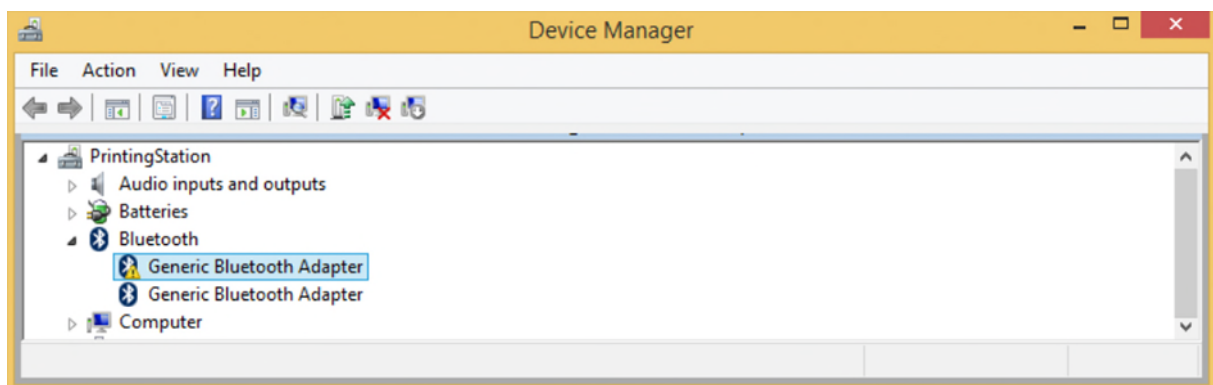 Device Manager
File Action View Help
PrintingStation
Audio inputs and outputs
Batteries
Bluetooth
Generic Bluetooth Adapter
Generic Bluetooth Adapter
Computer